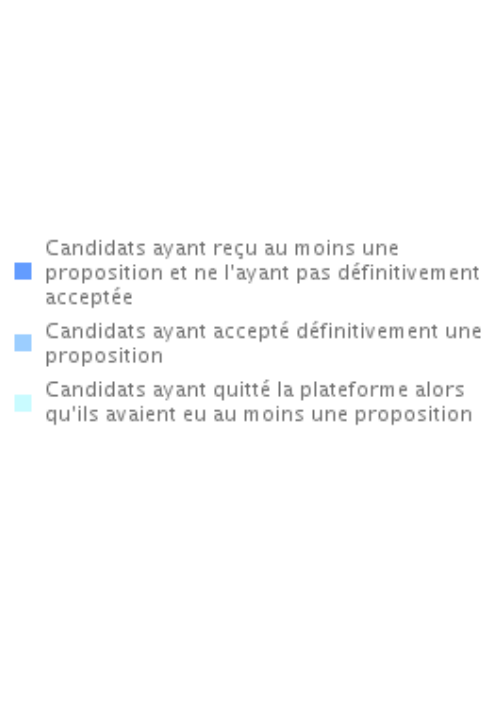 Candidats ayant reçu au moins une
proposition et ne l'ayant pas définitivement
acceptée
Candidats ayant accepté définitivement une
proposition
Candidats ayant quitté la plateforme alors
qu'ils avaient eu au moins une proposition